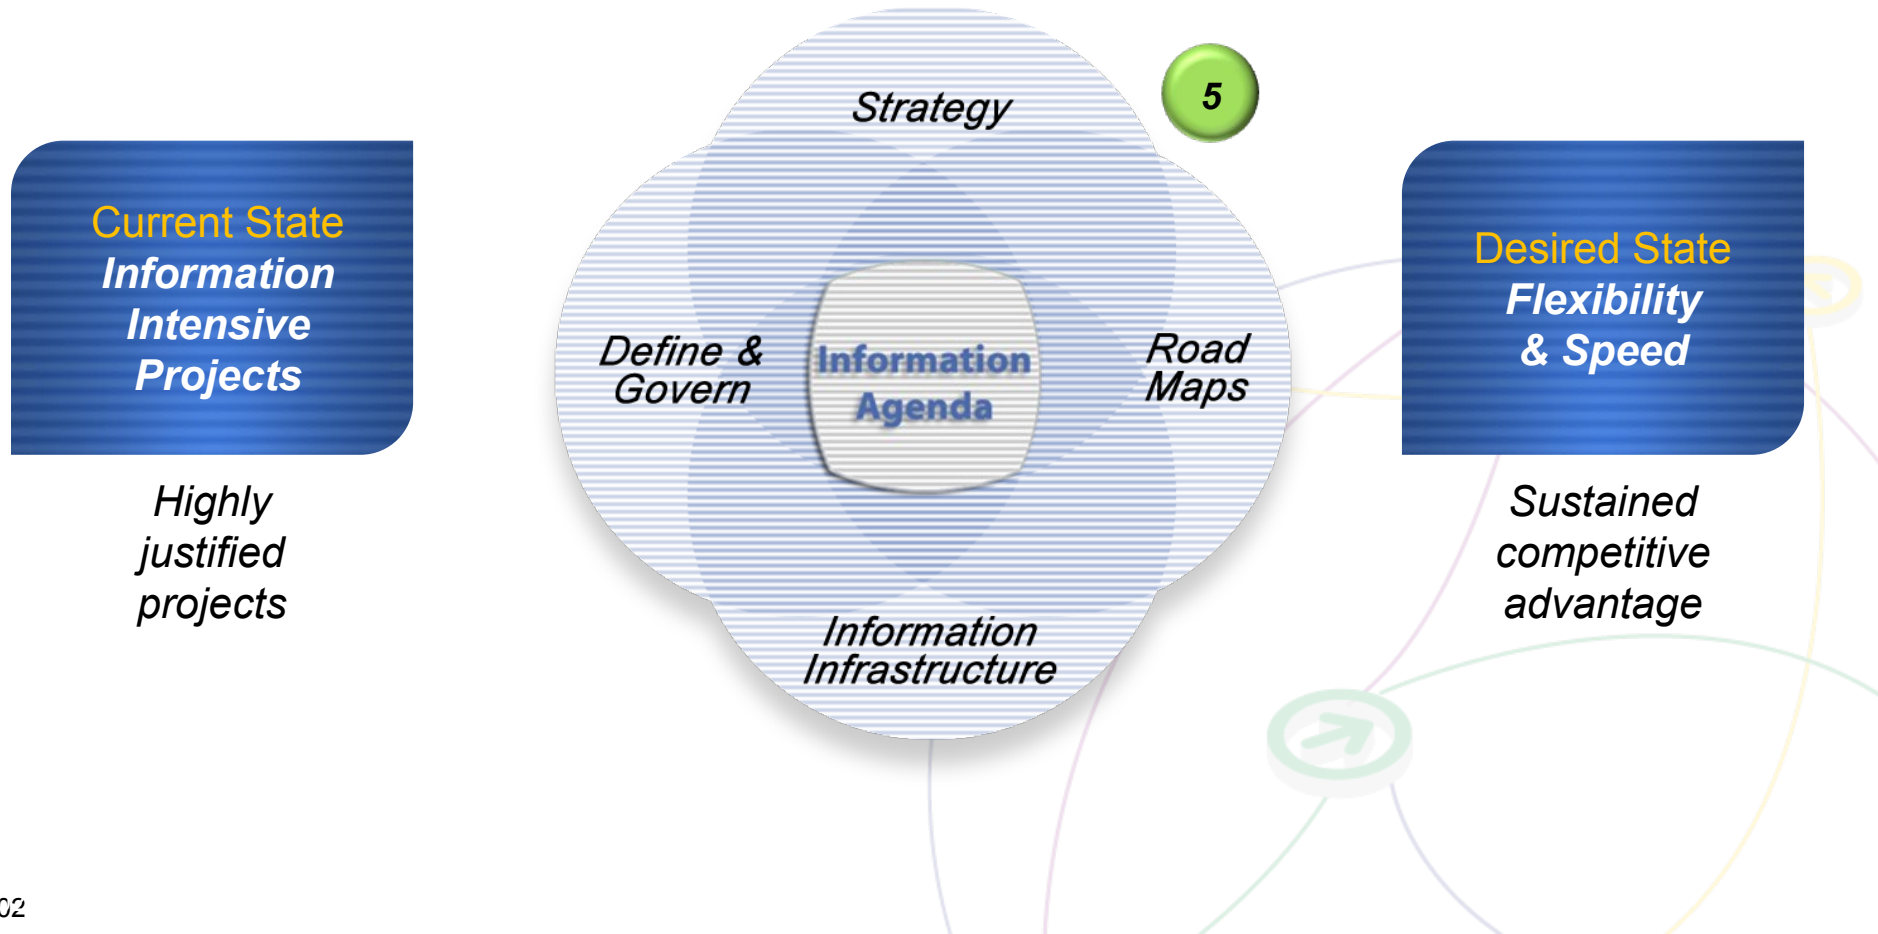 Strategy
5
Current State
Information
Intensive
Projects
Highly
justified
projects
Define &
Govern
Information
Agenda
Road
Maps
Information
Infrastructure
Desired State
Flexibility
& Speed
Sustained
competitive
advantage
02